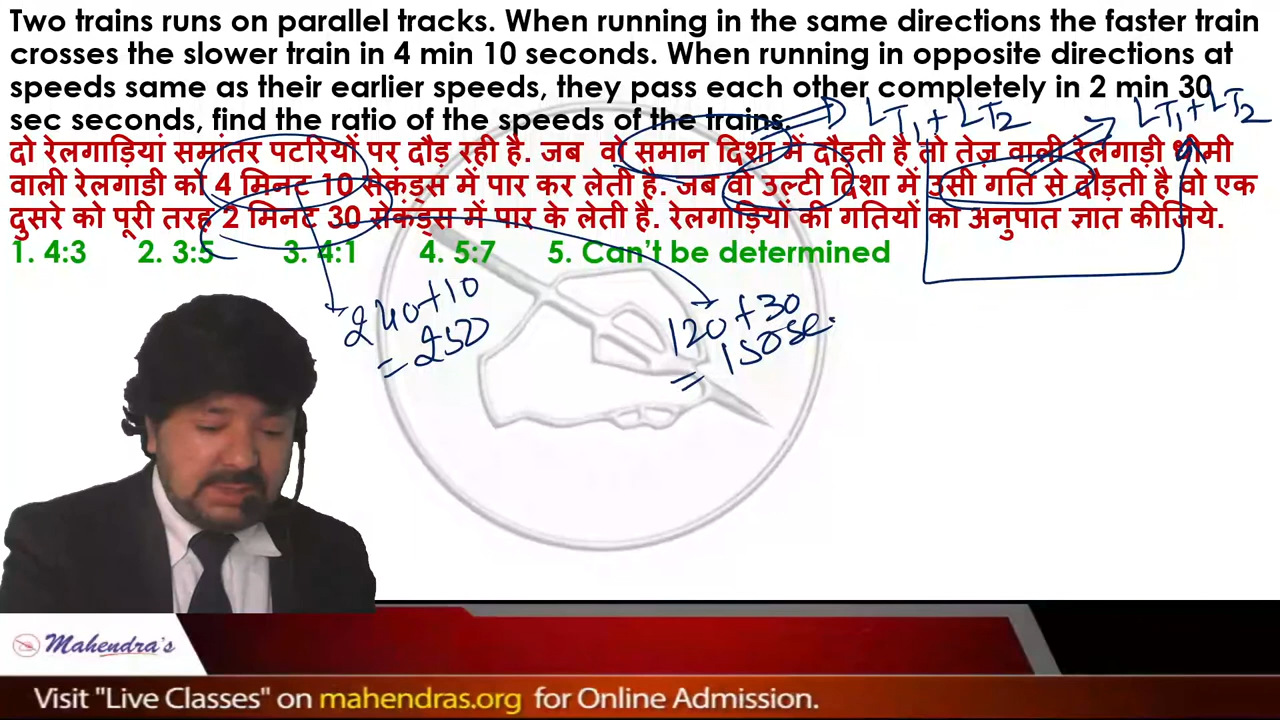 Two trains runs on parallel tracks. When running in the same directions the faster train
crosses the slower train in 4 min 10 seconds. When running in opposite directions at
speeds same as their earlier speeds, they pass each other completely in 2 min 30
sec seconds, find the ratio of the speeds of the trains.
LT1+LT2
LT1+LT2
दो रेलगाड़ियां समांतर पटरियों पर दौड़ रही है. जब वो समान दिशा में दौड़ती है तो तेज़ वाली रेलगाड़ी धीमी
वाली रेलगाडी को 4 मिनट 10 सेकंड्स में पार कर लेती है. जब वो उल्टी दिशा में उसी गति से दौड़ती है वो एक
दुसरे को पूरी तरह 2 मिनट 30 सेकंड्स में पार के लेती है. रेलगाड़ियों की गतियों का अनुपात ज्ञात कीजिये.
1. 4:3 2. 3:5 3. 4:1 4. 5:7 5. Can't be determined
240+10
= 250
120+30
= 150sec.
Mahendra's
Visit "Live Classes" on mahendras.org for Online Admission.